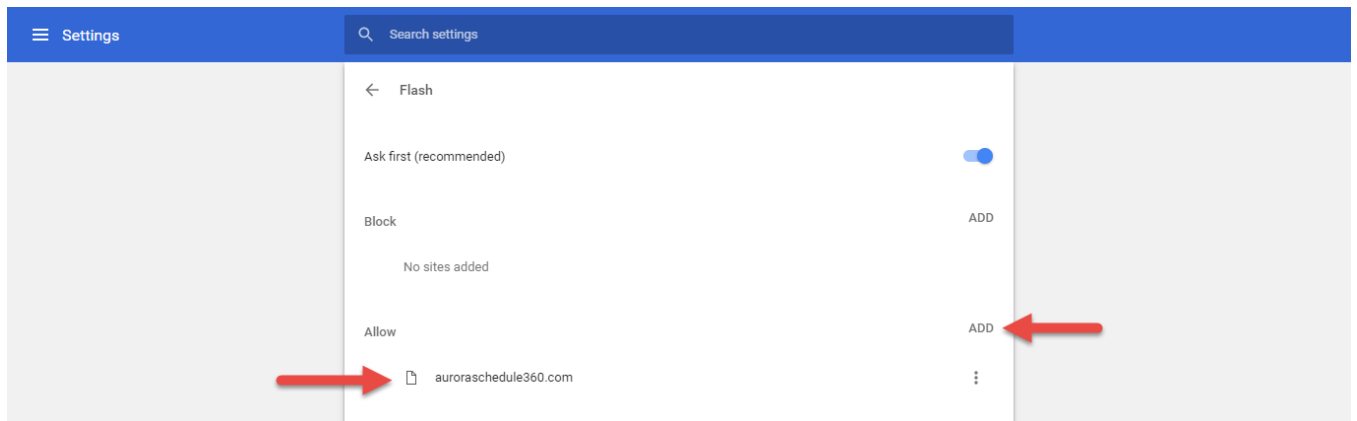 Settings
Search settings
Flash
Ask first (recommended)
Block
ADD
No sites added
Allow
ADD
auroraschedule360.com